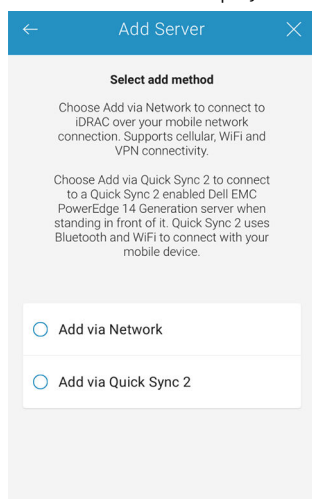 Add Server
Select add method
Choose Add via Network to connect to
iDRAC over your mobile network
connection. Supports cellular, WiFi and
VPN connectivity.
Choose Add via Quick Sync 2 to connect
to a Quick Sync 2 enabled Dell EMC
PowerEdge 14 Generation server when
standing in front of it. Quick Sync 2 uses
Bluetooth and WiFi to connect with your
mobile device.
Add via Network
Add via Quick Sync 2